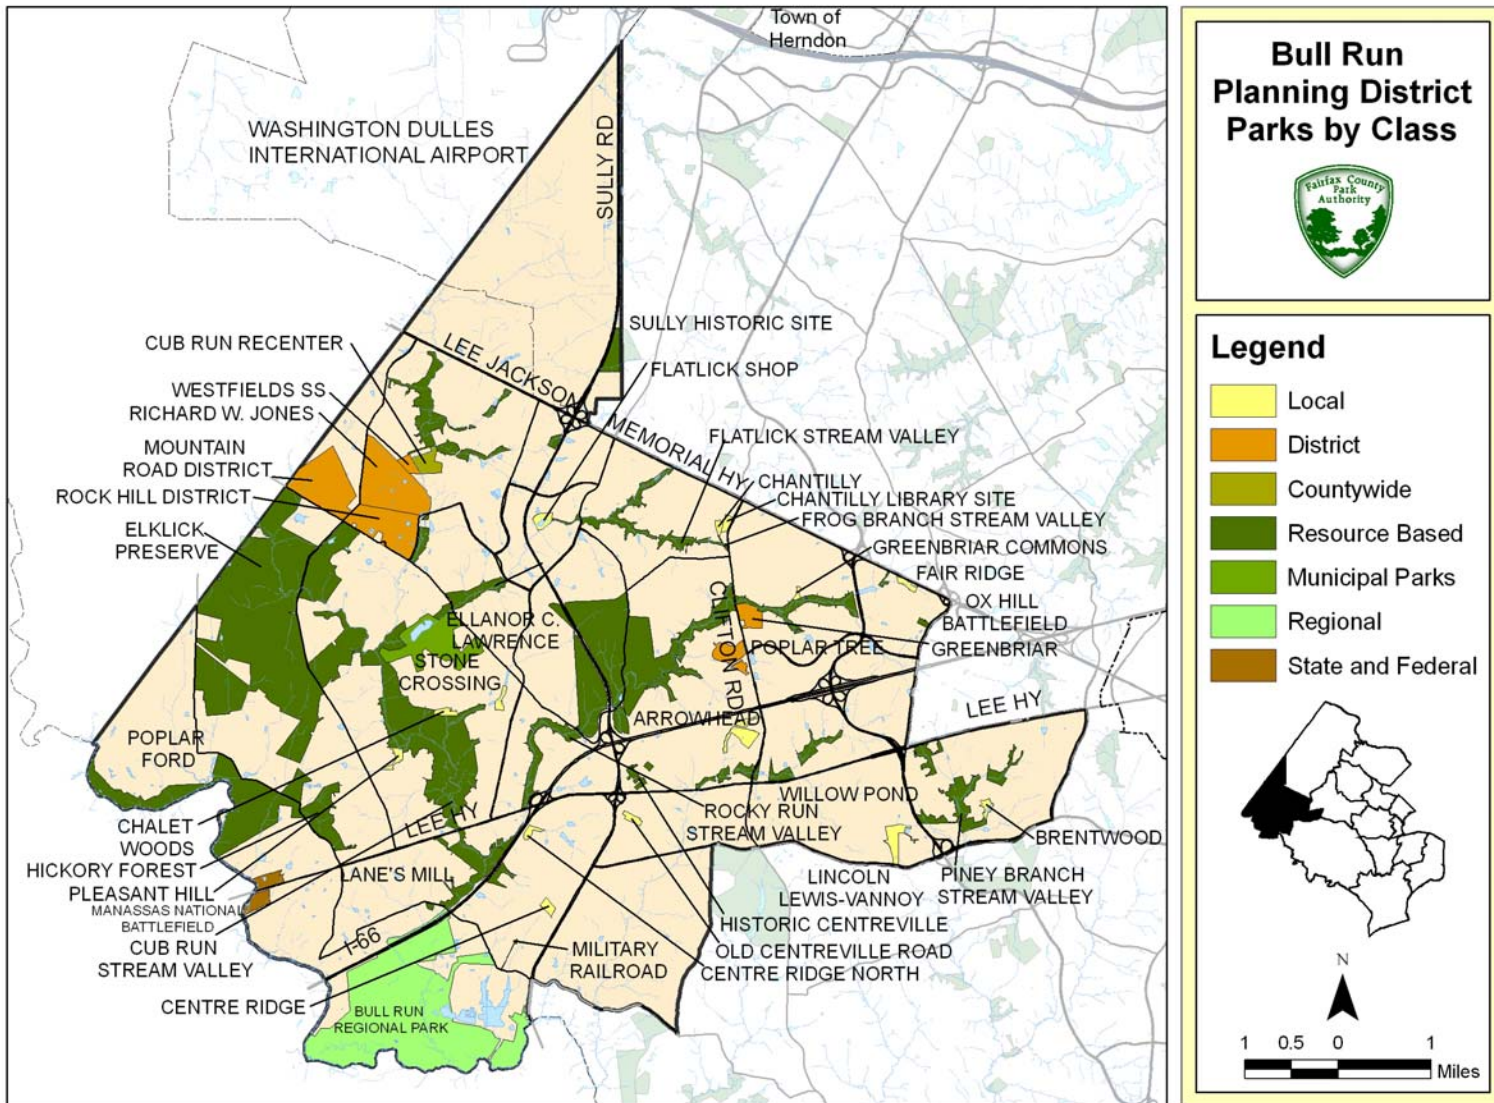 Town of
Herndon
WASHINGTON DULLES
INTERNATIONAL AIRPORT
SULLY RD
SULLY HISTORIC SITE
CUB RUN RECENTER
LEE JACKSON
MEMORIAL HY
FLATLICK SHOP
WESTFIELDS SS
RICHARD W. JONES
FLATLICK STREAM VALLEY
MOUNTAIN
ROAD DISTRICT
CHANTILLY
ROCK HILL DISTRICT
CHANTILLY LIBRARY SITE
FROG BRANCH STREAM VALLEY
ELKLICK
PRESERVE
GREENBRIAR COMMONS
FAIR RIDGE
CLIFTON RD
OX HILL
BATTLEFIELD
ELLANOR C.
LAWRENCE
POPLAR TREE
GREENBRIAR
STONE
CROSSING
LEE HY
ARROWHEAD
POPLAR
FORD
WILLOW POND
ROCKY RUN
STREAM VALLEY
LEE HY
CHALET
WOODS
BRENTWOOD
HICKORY FOREST
LANE'S MILL
LINCOLN
LEWIS-VANNOY
PINEY BRANCH
STREAM VALLEY
PLEASANT HILL
MANASSAS NATIONAL
BATTLEFIELD
HISTORIC CENTREVILLE
I-66
CUB RUN
STREAM VALLEY
MILITARY
RAILROAD
OLD CENTREVILLE ROAD
CENTRE RIDGE NORTH
CENTRE RIDGE
BULL RUN
REGIONAL PARK
Bull Run
Planning District
Parks by Class
Fairfax County
Park
Authority
Legend
Local
District
Countywide
Resource Based
Municipal Parks
Regional
State and Federal
N
1 0.5 0 1
Miles